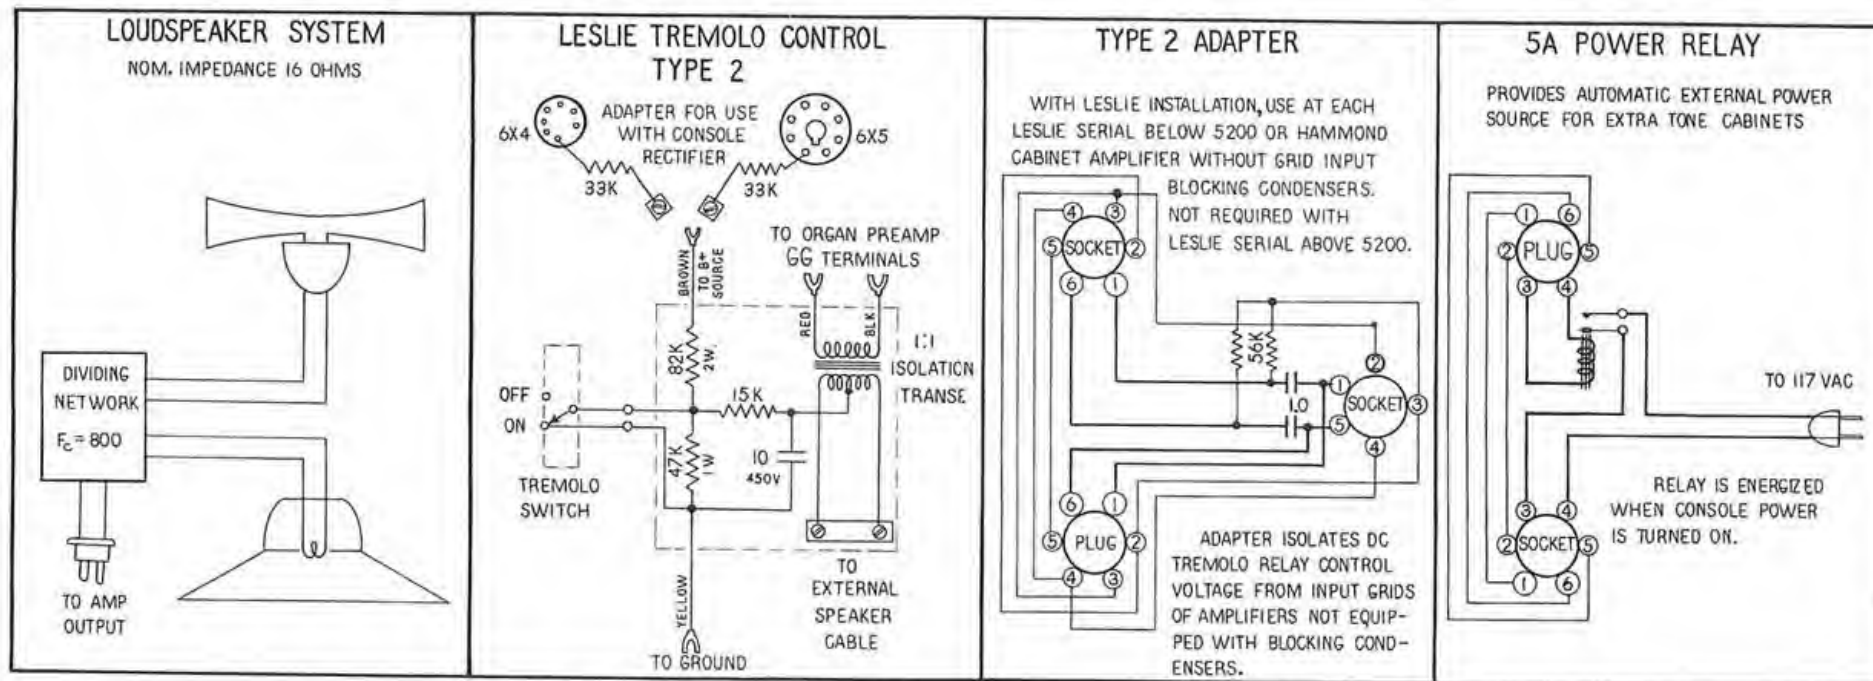 LOUDSPEAKER SYSTEM
NOM. IMPEDANCE 16 OHMS
DIVIDING
NETWORK
Fc = 800
TO AMP
OUTPUT
LESLIE TREMOLO CONTROL
TYPE 2
6X4
ADAPTER FOR USE
WITH CONSOLE
RECTIFIER
6X5
33K
33K
BROWN
TO B+
SOURCE
TO ORGAN PREAMP
GG TERMINALS
RED
BLK
1:1
ISOLATION
TRANSF
82K
2W
15K
OFF
ON
47K
1W
10
450V
TREMOLO
SWITCH
YELLOW
TO GROUND
TO
EXTERNAL
SPEAKER
CABLE
TYPE 2 ADAPTER
WITH LESLIE INSTALLATION, USE AT EACH
LESLIE SERIAL BELOW 5200 OR HAMMOND
CABINET AMPLIFIER WITHOUT GRID INPUT
BLOCKING CONDENSERS.
NOT REQUIRED WITH
LESLIE SERIAL ABOVE 5200.
4
3
5
SOCKET
2
6
1
56K
2
1
1.0
SOCKET
3
5
4
6
1
5
PLUG
2
4
3
ADAPTER ISOLATES DC
TREMOLO RELAY CONTROL
VOLTAGE FROM INPUT GRIDS
OF AMPLIFIERS NOT EQUIP-
PED WITH BLOCKING COND-
ENSERS.
5A POWER RELAY
PROVIDES AUTOMATIC EXTERNAL POWER
SOURCE FOR EXTRA TONE CABINETS
1
6
2
PLUG
5
3
4
TO 117 VAC
RELAY IS ENERGIZED
WHEN CONSOLE POWER
IS TURNED ON.
3
4
2
SOCKET
5
1
6